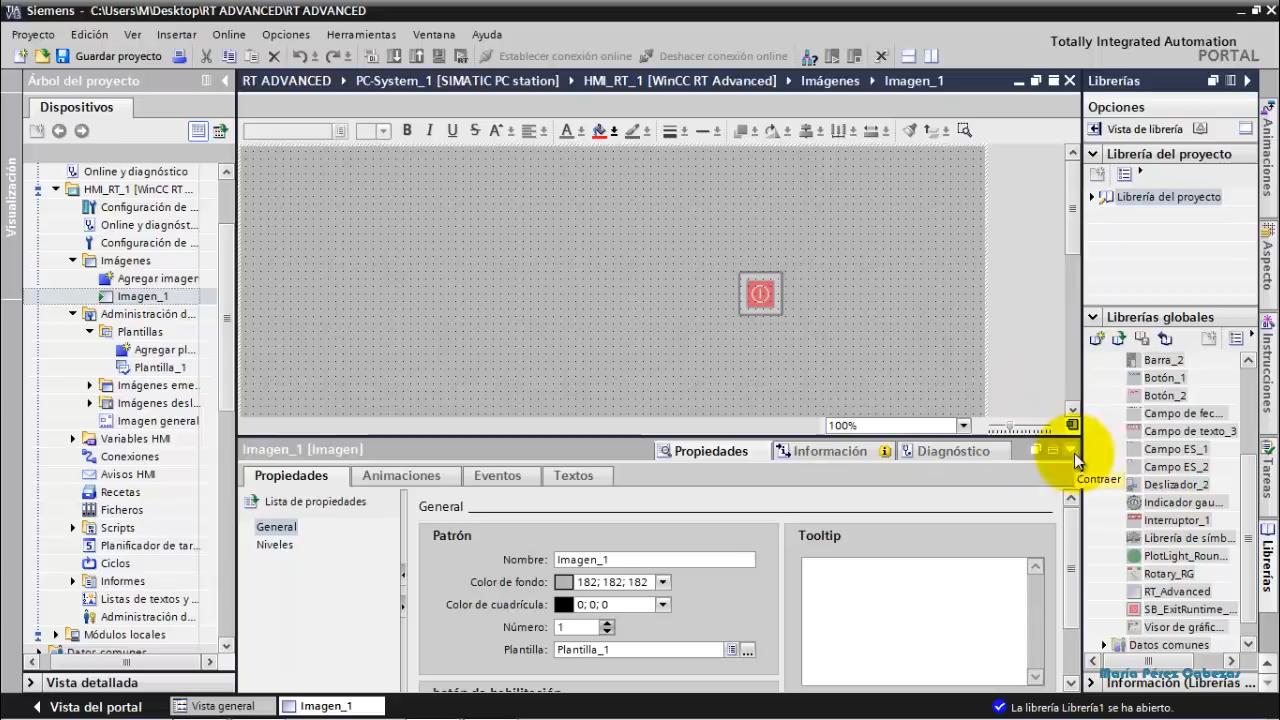 Siemens - C:\Users\M\Desktop\RT ADVANCED\RT ADVANCED
Proyecto Edición Ver Insertar Online Opciones Herramientas Ventana Ayuda
Totally Integrated Automation
PORTAL
Guardar proyecto
Establecer conexión online
Deshacer conexión online
Árbol del proyecto
RT ADVANCED
PC-System_1 [SIMATIC PC station]
HMI_RT_1 [WinCC RT Advanced]
Imágenes
Imagen_1
Librerías
Dispositivos
Opciones
Vista de librería
Librería del proyecto
Librería del proyecto
Librerías globales
Visualización
Online y diagnóstico
HMI_RT_1 [WinCC RT ...
Configuración de ...
Online y diagnóst...
Configuración de ...
Imágenes
Agregar imagen
Imagen_1
Administración d...
Plantillas
Agregar pl...
Plantilla_1
Imágenes eme...
Imágenes desl...
Imagen general
Variables HMI
Conexiones
Avisos HMI
Recetas
Ficheros
Scripts
Planificador de tar...
Ciclos
Informes
Listas de textos y ...
Administración d...
Módulos locales
Datos comunes
Vista detallada
B I U S A A
100%
Imagen_1 [Imagen]
Propiedades
Información
Diagnóstico
Contraer
Propiedades Animaciones Eventos Textos
Lista de propiedades
General
Niveles
General
Patrón
Nombre: Imagen_1
Color de fondo: 182; 182; 182
Color de cuadrícula: 0; 0; 0
Número: 1
Plantilla: Plantilla_1
...
botón de habilitación
Tooltip
Barra_2
Botón_1
Botón_2
Campo de fec...
Campo de texto_3
Campo ES_1
Campo ES_2
Deslizador_2
Indicador gau...
Interruptor_1
Librería de símb...
PlotLight_Roun...
Rotary_RG
RT_Advanced
SB_ExitRuntime_...
Visor de gráfic...
Datos comunes
María Pérez Cabezas
Información (Librerías ...
Animaciones
Aspecto
Instrucciones
Tareas
Librerías
Vista del portal
Vista general
Imagen_1
La librería Librería1 se ha abierto.